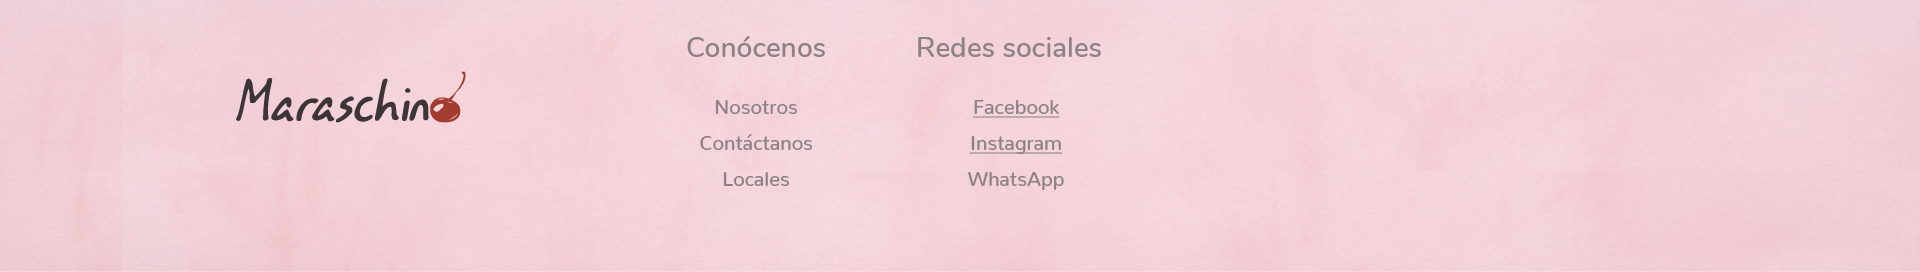 Maraschino
Conócenos
Nosotros
Contáctanos
Locales
Redes sociales
Facebook
Instagram
WhatsApp